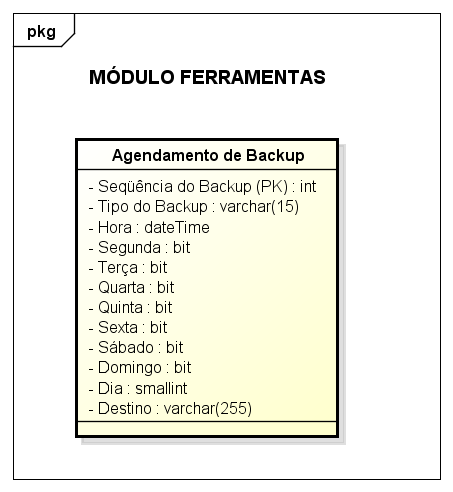 pkg
MÓDULO FERRAMENTAS
Agendamento de Backup
- Seqüência do Backup (PK) : int
- Tipo do Backup : varchar(15)
- Hora : dateTime
- Segunda : bit
- Terça : bit
- Quarta : bit
- Quinta : bit
- Sexta : bit
- Sábado : bit
- Domingo : bit
- Dia : smallint
- Destino : varchar(255)